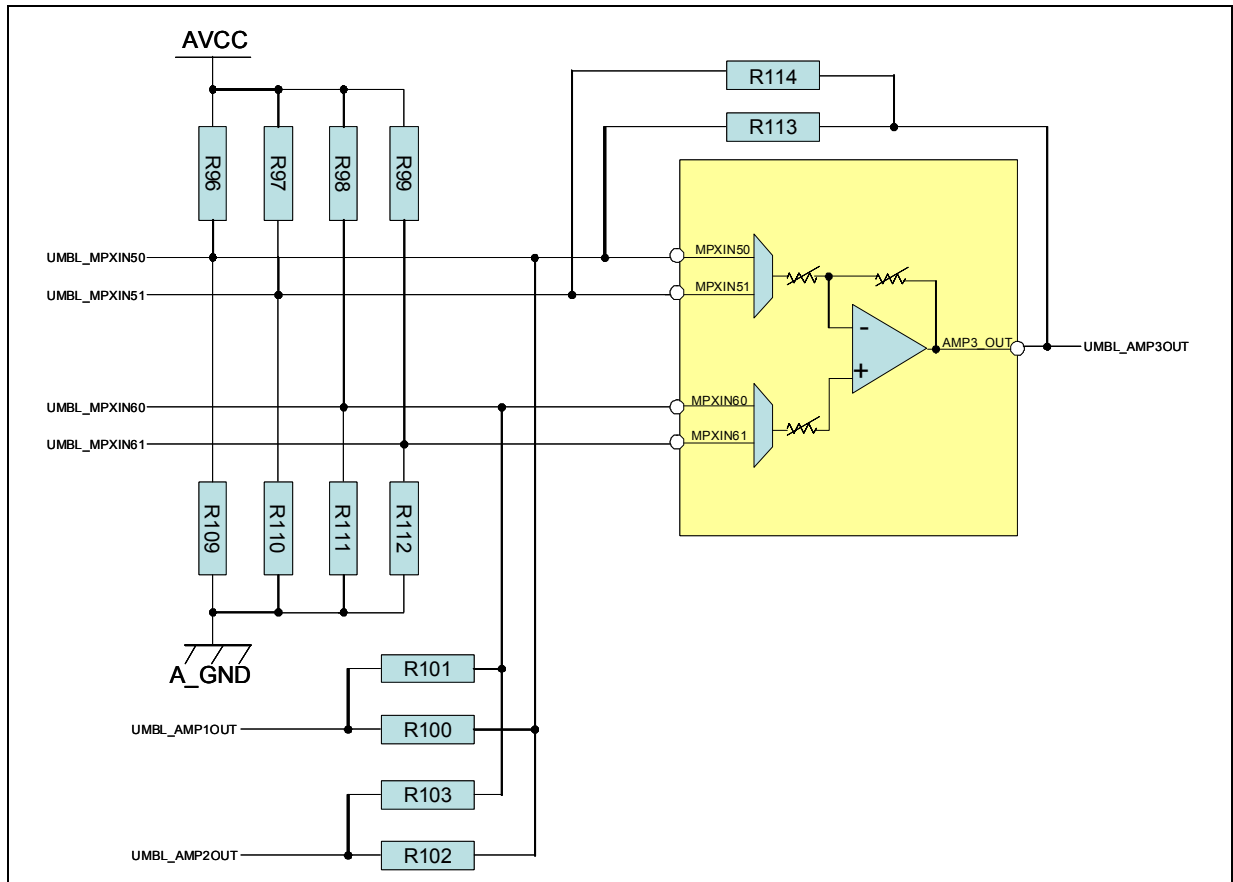 AVCC
R114
R113
R96
R97
R98
R99
UMBL_MPXIN50
MPXIN50
UMBL_MPXIN51
MPXIN51
-
AMP3_OUT
UMBL_AMP3OUT
+
UMBL_MPXIN60
MPXIN60
UMBL_MPXIN61
MPXIN61
R109
R110
R111
R112
A_GND
R101
UMBL_AMP1OUT
R100
R103
UMBL_AMP2OUT
R102